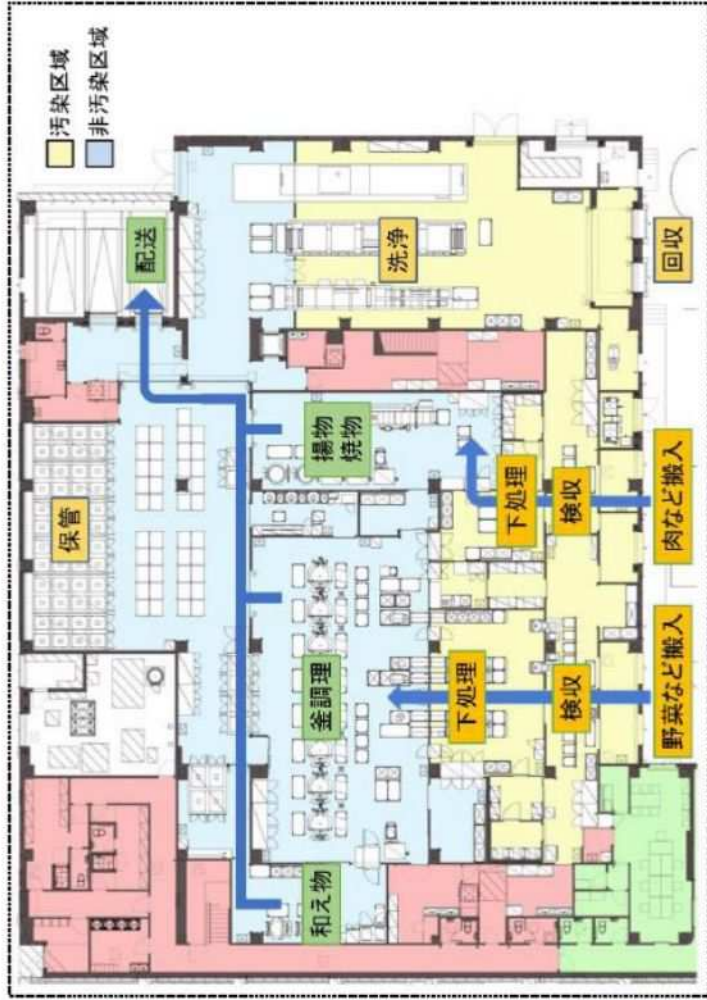 汚染区域
非汚染区域
配送
洗浄
回収
保管
揚物
焼物
下処理
検収
肉など搬入
釜調理
下処理
検収
野菜など搬入
和え物